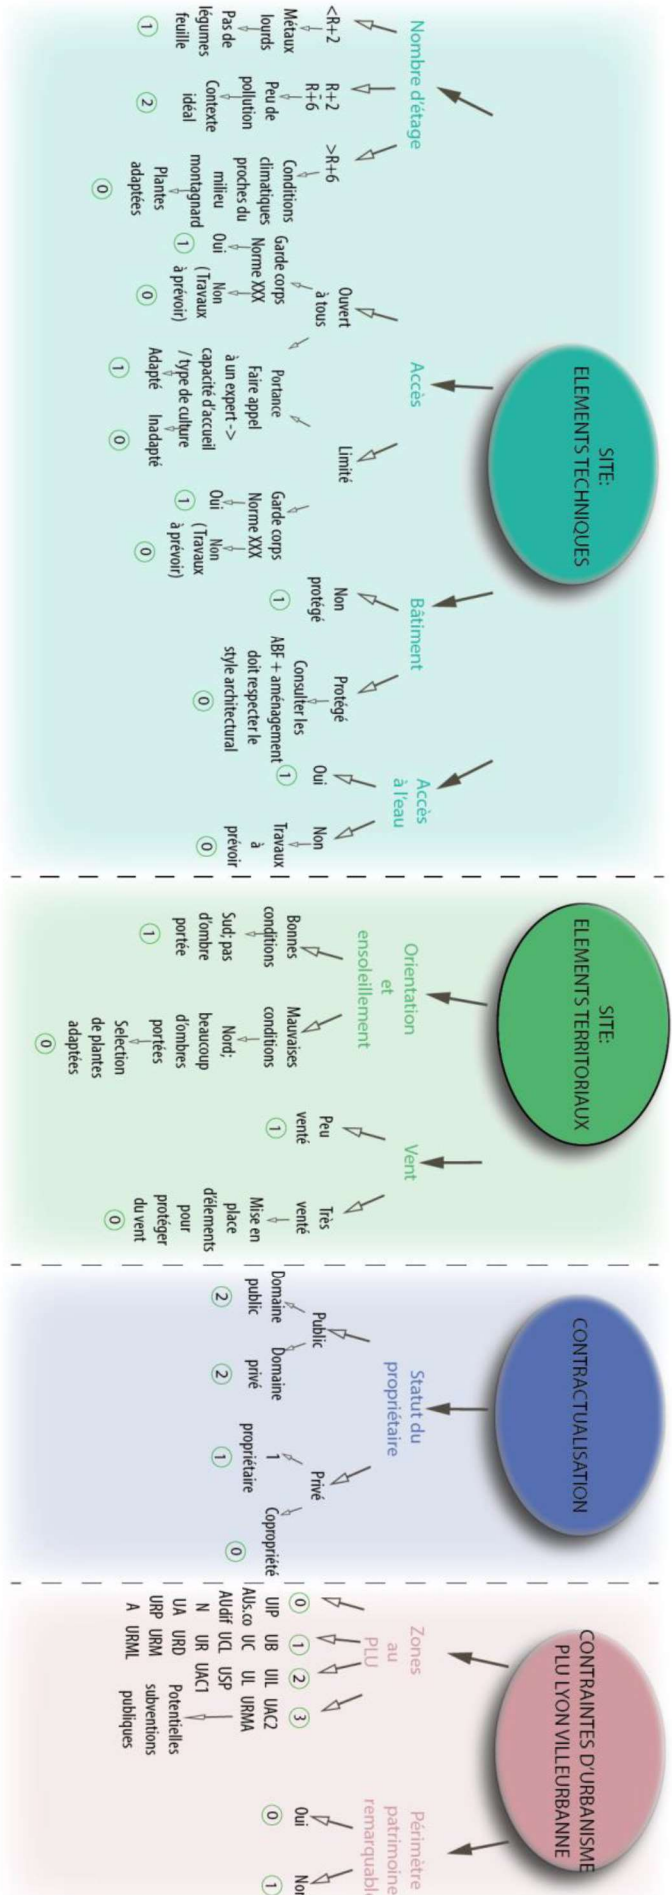 SITE:
ELEMENTS TECHNIQUES
Nombre d'étage
<R+2
Métaux
lourds
Pas de
légumes
feuille
1
R+2
R+6
Peu de
pollution
Contexte
idéal
2
>R+6
Conditions
climatiques
proches du
milieu
montagnard
Plantes
adaptées
0
Accès
Ouvert
à tous
Garde corps
Norme XXX
Oui
1
Non
(Travaux
à prévoir)
0
Portance
Faire appel
à un expert ->
capacité d'accueil
/ type de culture
Adapté
1
Inadapté
0
Limité
Garde corps
Norme XXX
Oui
1
Non
(Travaux
à prévoir)
0
Bâtiment
Non
protégé
1
Protégé
Consulter les
ABF + aménagement
doit respecter le
style architectural
0
Accès
à l'eau
Oui
1
Non
Travaux
à
prévoir
0
SITE:
ELEMENTS TERRITORIAUX
Orientation
et
ensoleillement
Bonnes
conditions
Sud; pas
d'ombre
portée
1
Mauvaises
conditions
Nord;
beaucoup
d'ombres
portées
Selection
de plantes
adaptées
0
Vent
Peu
venté
1
Très
venté
Mise en
place
d'élements
pour
protéger
du vent
0
CONTRACTUALISATION
Statut du
propriétaire
Public
Domaine
public
2
Domaine
privé
2
Privé
1
propriétaire
1
Copropriété
0
CONTRAINTES D'URBANISME
PLU LYON VILLEURBANNE
Zones
au
PLU
0 1 2 3
UIP UB UIL UAC2
AUs.co UC UL URMA
AUdif UCL USP
N UR UAC1
UA URD
URP URM
A URML
Potentielles
subventions
publiques
Périmètre
patrimoine
remarquable
Oui
0
Non
1